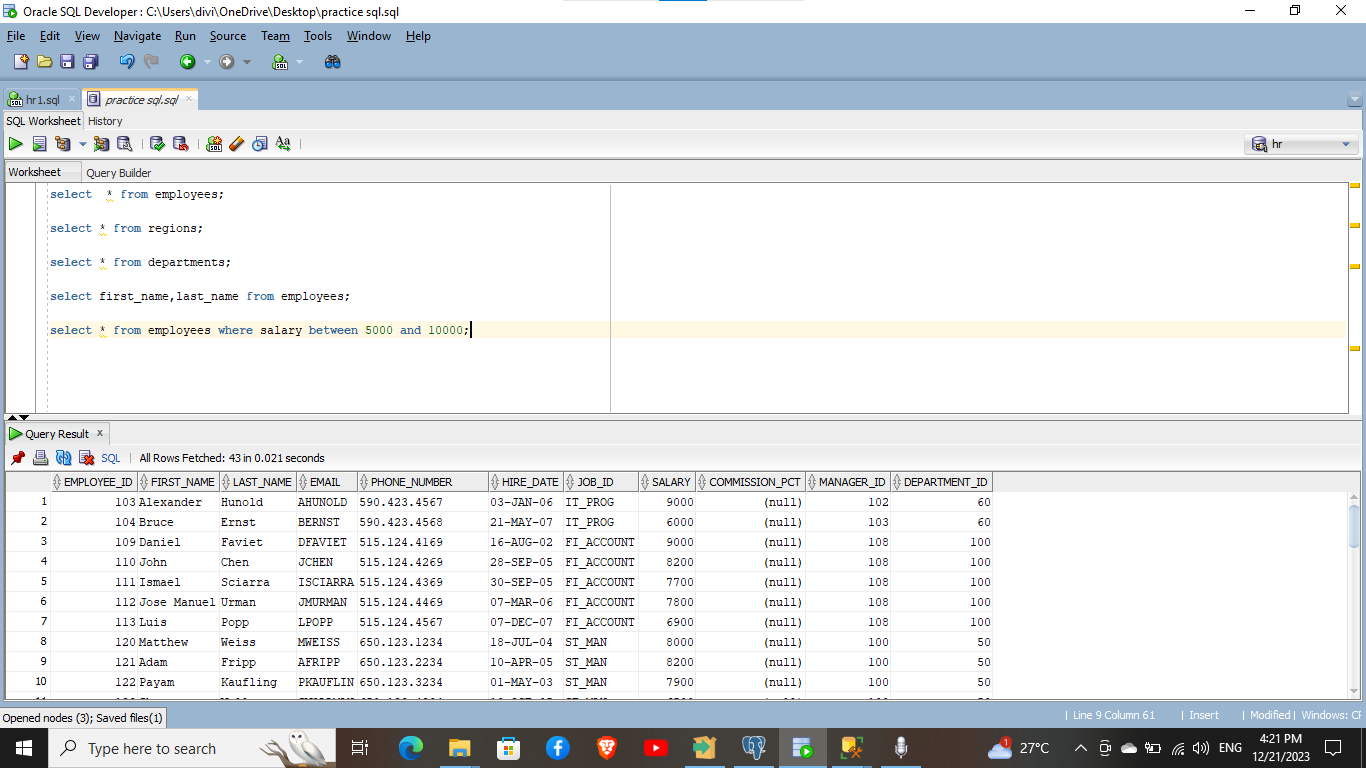 Oracle SQL Developer : C:\Users\divi\OneDrive\Desktop\practice sql.sql
File Edit View Navigate Run Source Team Tools Window Help
hr1.sql practice sql.sql
SQL Worksheet History
hr
Worksheet Query Builder
select  * from employees;
select * from regions;
select * from departments;
select first_name,last_name from employees;
select * from employees where salary between 5000 and 10000;
Query Result x
SQL | All Rows Fetched: 43 in 0.021 seconds
EMPLOYEE_ID FIRST_NAME LAST_NAME EMAIL PHONE_NUMBER HIRE_DATE JOB_ID SALARY COMMISSION_PCT MANAGER_ID DEPARTMENT_ID
1 103 Alexander Hunold AHUNOLD 590.423.4567 03-JAN-06 IT_PROG 9000 (null) 102 60
2 104 Bruce Ernst BERNST 590.423.4568 21-MAY-07 IT_PROG 6000 (null) 103 60
3 109 Daniel Faviet DFAVIET 515.124.4169 16-AUG-02 FI_ACCOUNT 9000 (null) 108 100
4 110 John Chen JCHEN 515.124.4269 28-SEP-05 FI_ACCOUNT 8200 (null) 108 100
5 111 Ismael Sciarra ISCIARRA 515.124.4369 30-SEP-05 FI_ACCOUNT 7700 (null) 108 100
6 112 Jose Manuel Urman JMURMAN 515.124.4469 07-MAR-06 FI_ACCOUNT 7800 (null) 108 100
7 113 Luis Popp LPOPP 515.124.4567 07-DEC-07 FI_ACCOUNT 6900 (null) 108 100
8 120 Matthew Weiss MWEISS 650.123.1234 18-JUL-04 ST_MAN 8000 (null) 100 50
9 121 Adam Fripp AFRIPP 650.123.2234 10-APR-05 ST_MAN 8200 (null) 100 50
10 122 Payam Kaufling PKAUFLIN 650.123.3234 01-MAY-03 ST_MAN 7900 (null) 100 50
Opened nodes (3); Saved files(1) | Line 9 Column 61 | Insert | Modified | Windows: CF
Type here to search 1 27°C ENG 4:21 PM
12/21/2023